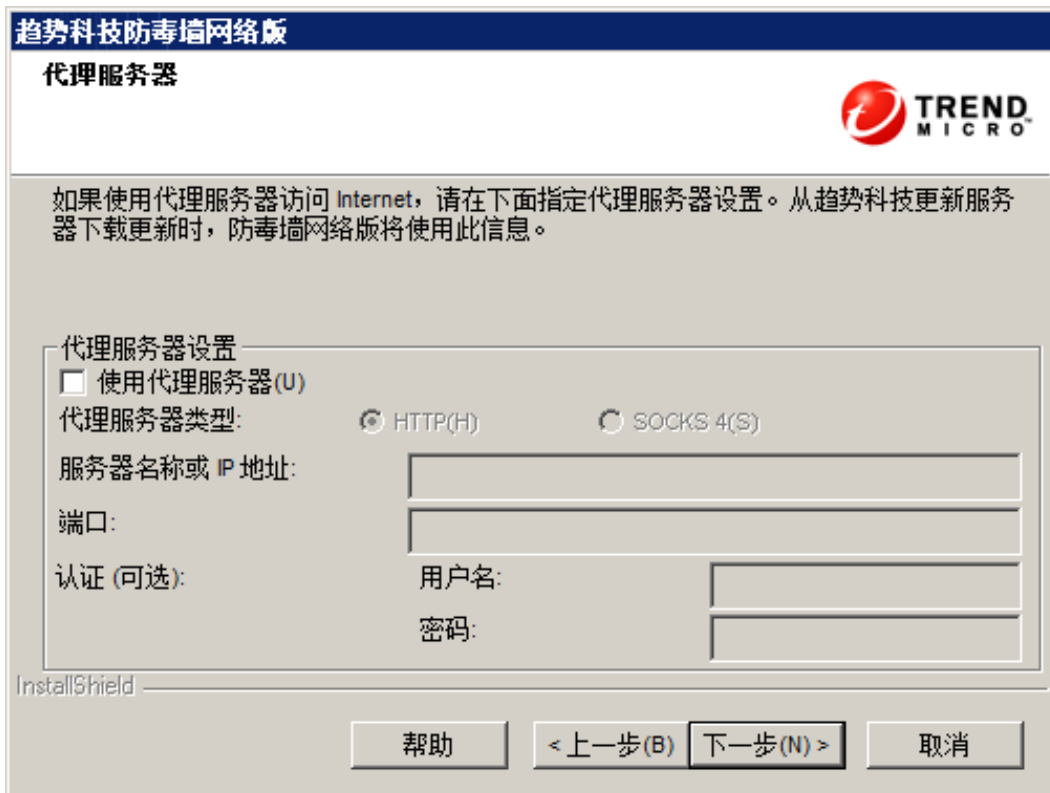 趋势科技防毒墙网络版
代理服务器
TREND
MICRO
如果使用代理服务器访问 Internet，请在下面指定代理服务器设置。从趋势科技更新服务
器下载更新时，防毒墙网络版将使用此信息。
代理服务器设置
使用代理服务器(U)
代理服务器类型: HTTP(H) SOCKS 4(S)
服务器名称或 IP 地址:
端口:
认证 (可选): 用户名:
密码:
InstallShield
帮助 <上一步(B) 下一步(N)> 取消